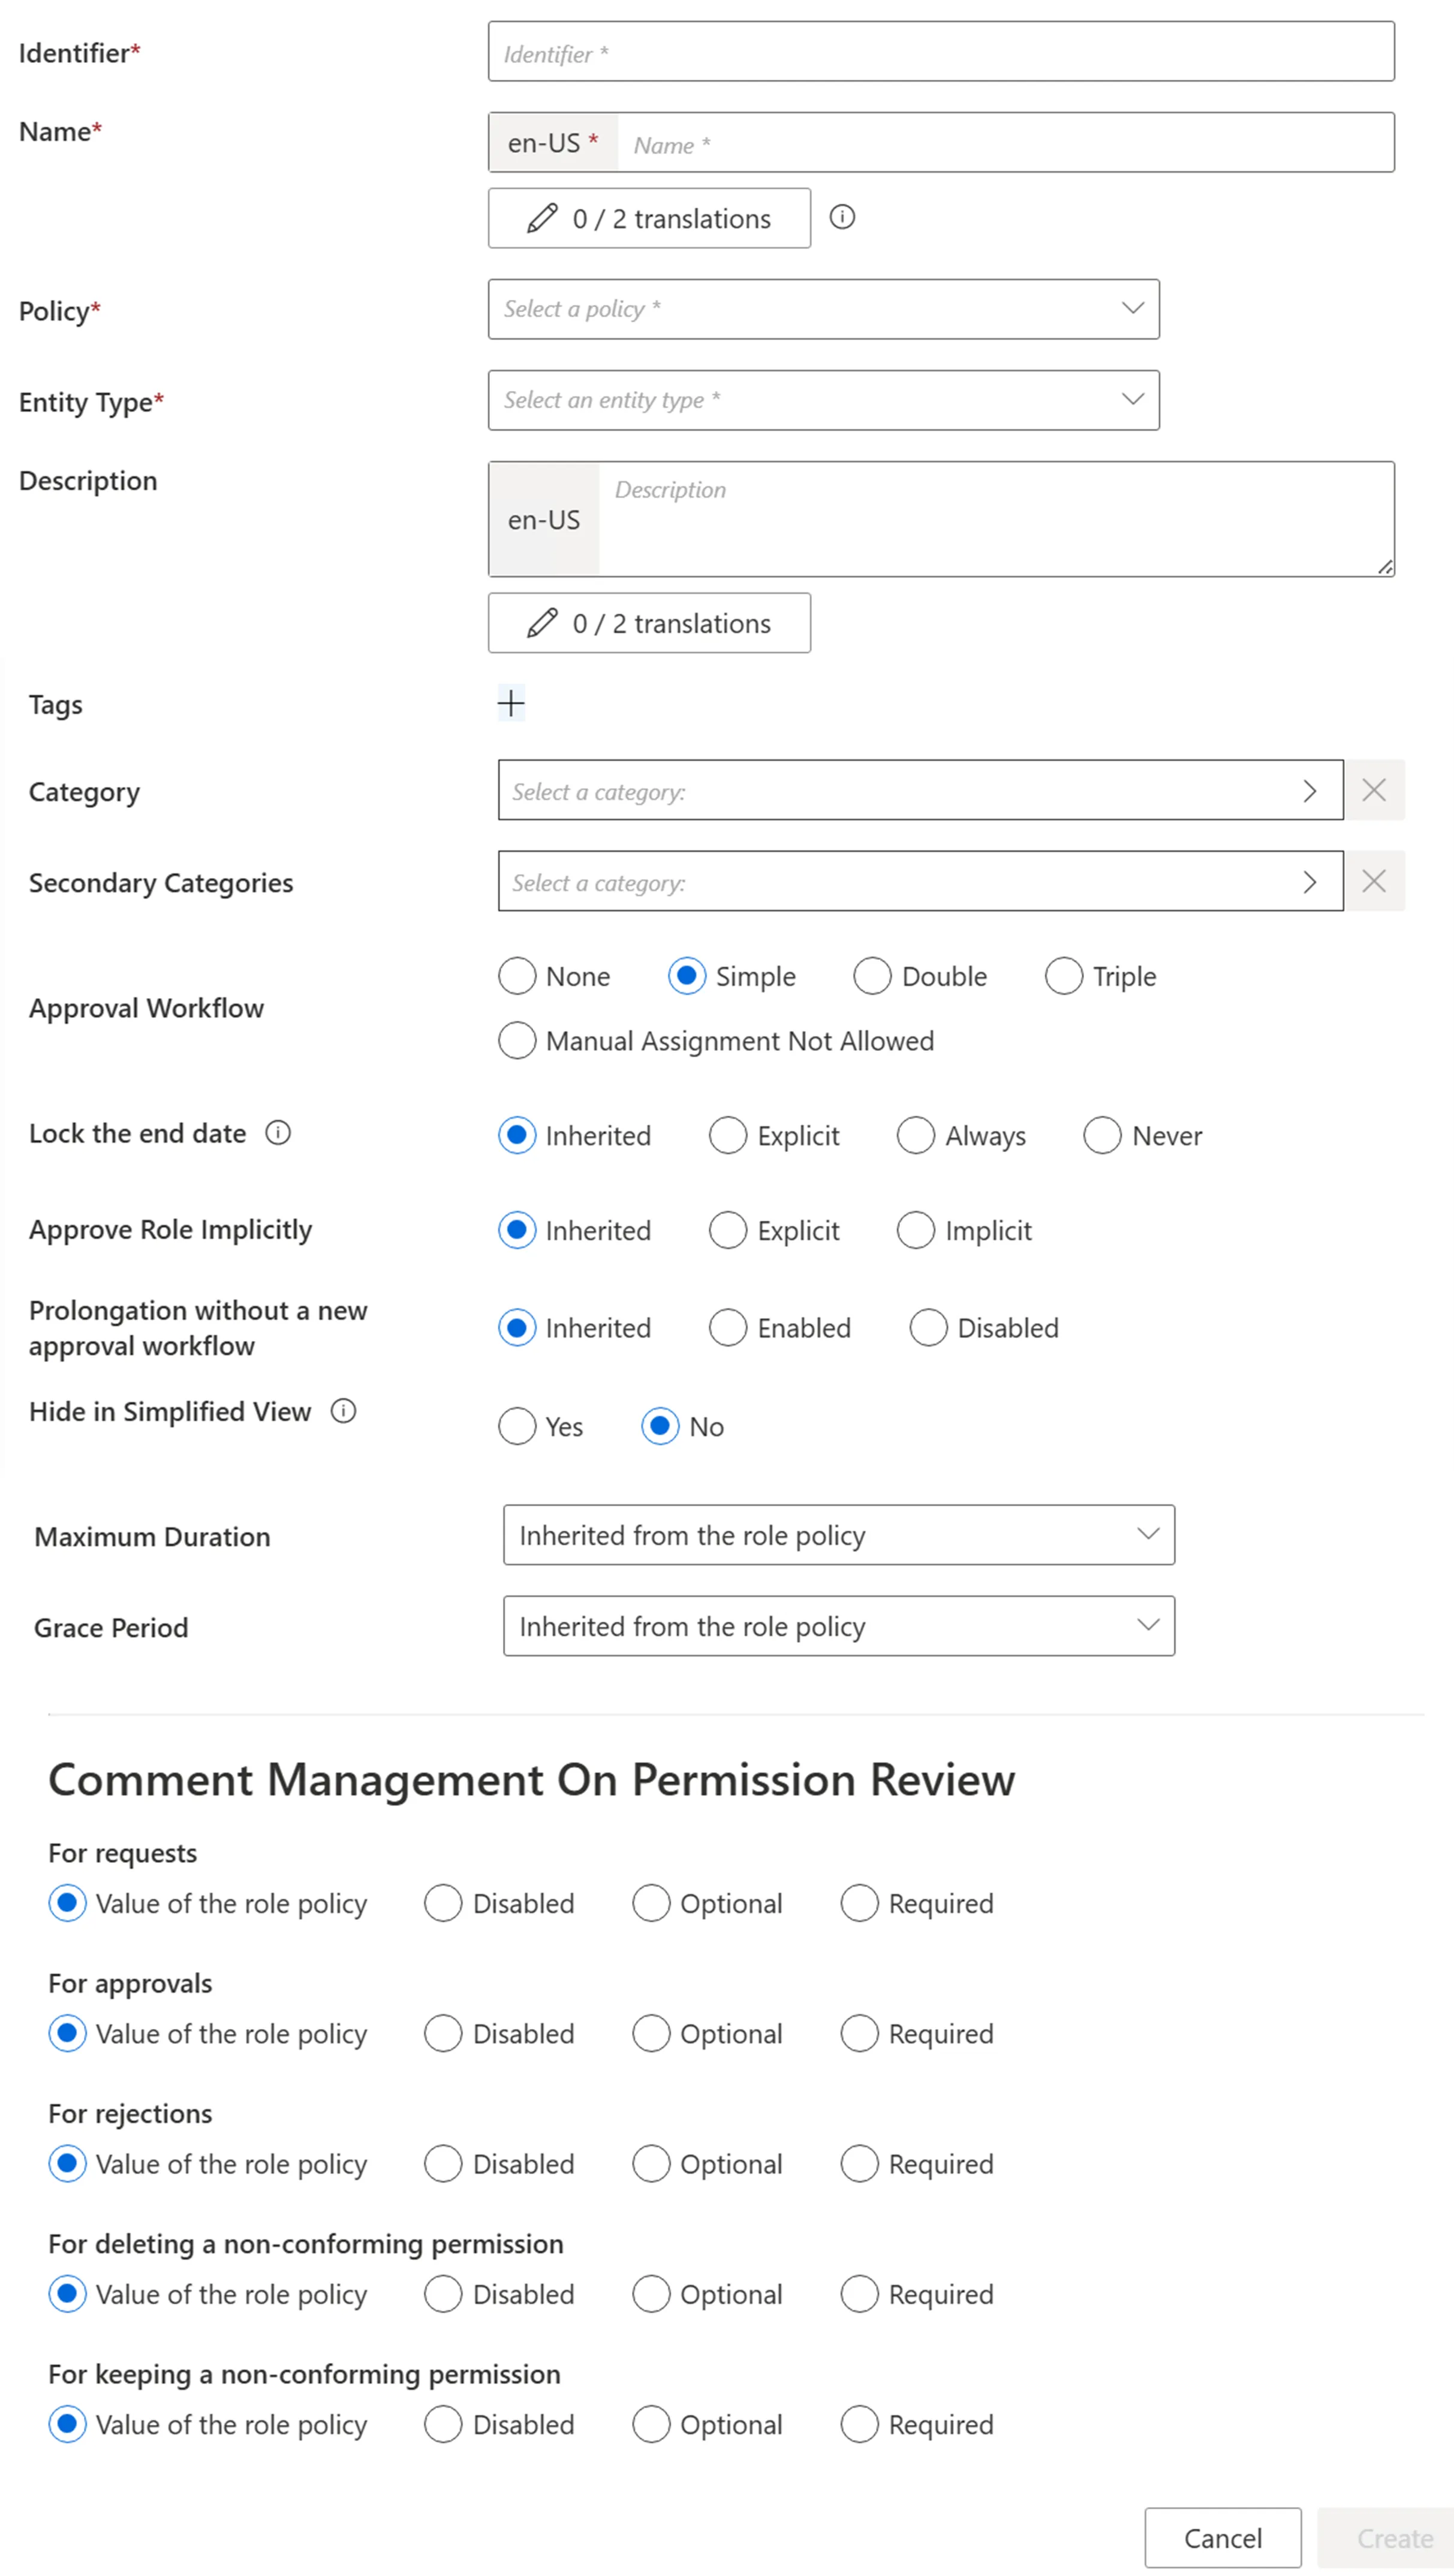 Identifier* Identifier *
Name* en-US * Name *
0 / 2 translations
Policy* Select a policy *
Entity Type* Select an entity type *
Description en-US Description
0 / 2 translations
Tags
Category Select a category:
Secondary Categories Select a category:
Approval Workflow None Simple Double Triple
Manual Assignment Not Allowed
Lock the end date Inherited Explicit Always Never
Approve Role Implicitly Inherited Explicit Implicit
Prolongation without a new
approval workflow Inherited Enabled Disabled
Hide in Simplified View Yes No
Maximum Duration Inherited from the role policy
Grace Period Inherited from the role policy
Comment Management On Permission Review
For requests
Value of the role policy Disabled Optional Required
For approvals
Value of the role policy Disabled Optional Required
For rejections
Value of the role policy Disabled Optional Required
For deleting a non-conforming permission
Value of the role policy Disabled Optional Required
For keeping a non-conforming permission
Value of the role policy Disabled Optional Required
Cancel Create